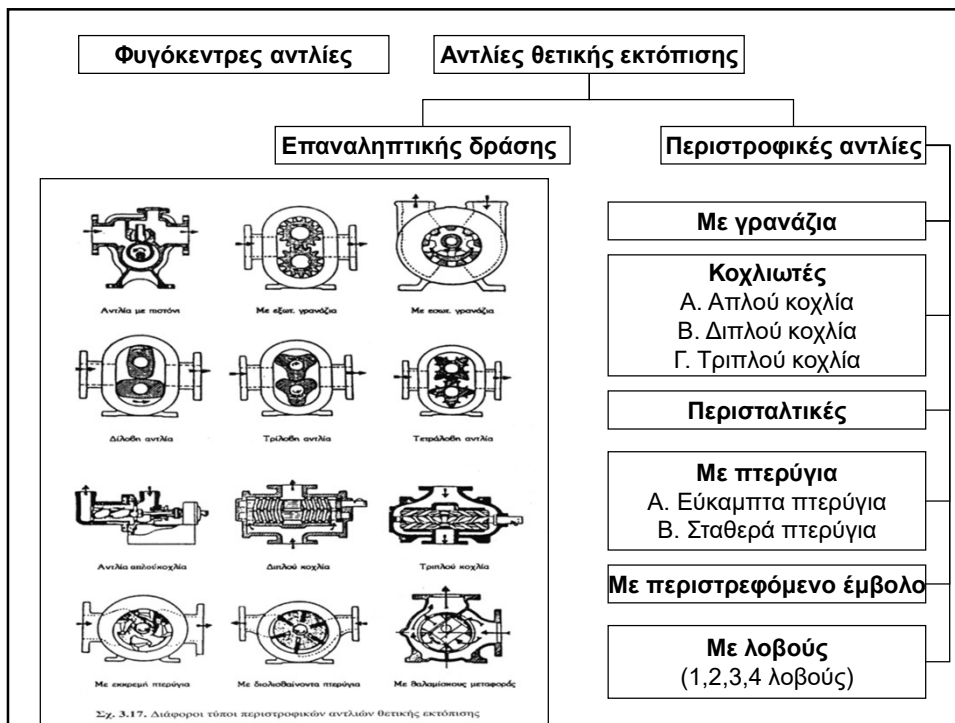 Φυγόκεντρες αντλίες
Αντλίες θετικής εκτόπισης
Επαναληπτικής δράσης
Περιστροφικές αντλίες
Με γρανάζια
Κοχλιωτές
Α. Απλού κοχλία
Β. Διπλού κοχλία
Γ. Τριπλού κοχλία
Περισταλτικές
Με πτερύγια
Α. Εύκαμπτα πτερύγια
Β. Σταθερά πτερύγια
Με περιστρεφόμενο έμβολο
Με λοβούς
(1,2,3,4 λοβούς)
Αντλία με πιστόνι
Με εξωτ. γρανάζια
Με εσωτ. γρανάζια
Δίλοβη αντλία
Τρίλοβη αντλία
Τετράλοβη αντλία
Αντλία απλού κοχλία
Διπλού κοχλία
Τριπλού κοχλία
Με εκκρεμή πτερύγια
Με διολισθαίνοντα πτερύγια
Με θαλαμίσκους μεταφοράς
Σχ. 3.17. Διάφοροι τύποι περιστροφικών αντλιών θετικής εκτόπισης